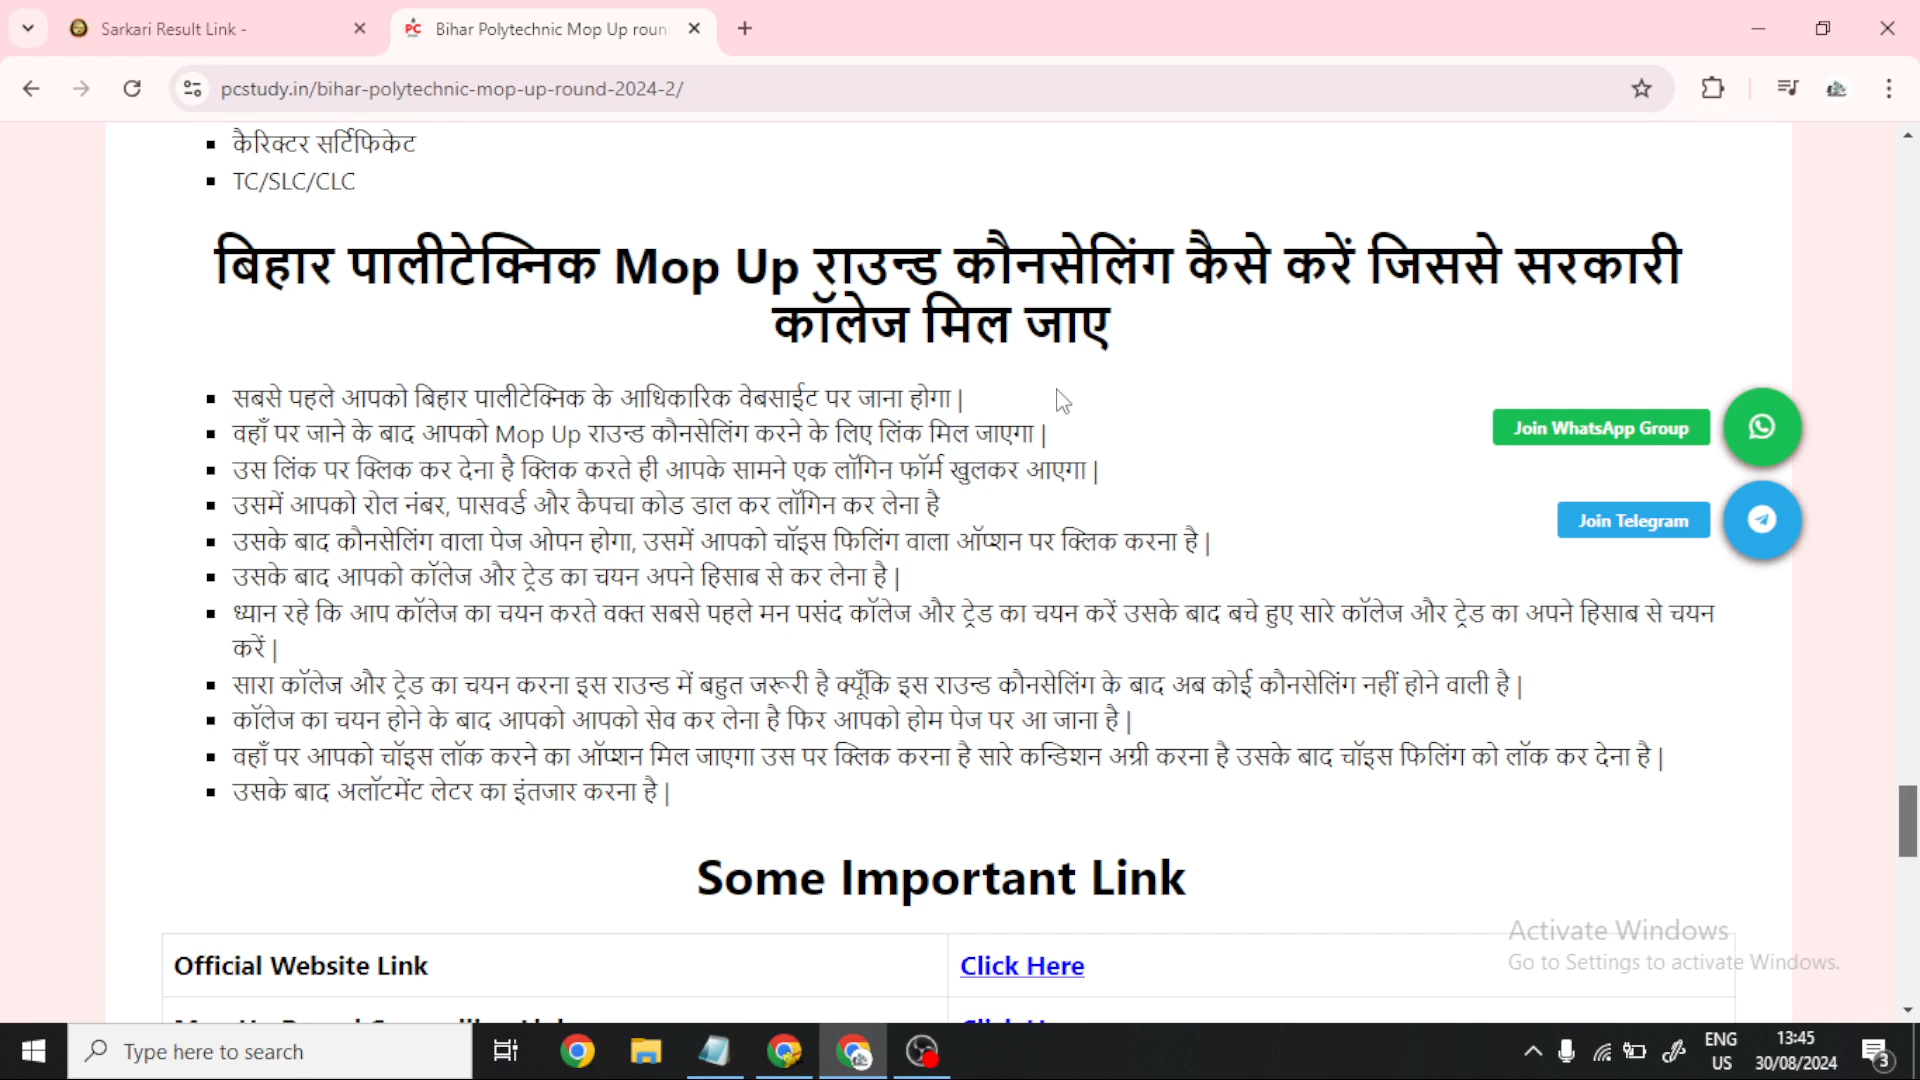 Sarkari Result Link -
Bihar Polytechnic Mop Up roun
pcstudy.in/bihar-polytechnic-mop-up-round-2024-2/
कैरिक्टर सर्टिफिकेट
TC/SLC/CLC
बिहार पालीटेक्निक Mop Up राउन्ड कौनसेलिंग कैसे करें जिससे सरकारी
कॉलेज मिल जाए
सबसे पहले आपको बिहार पालीटेक्निक के आधिकारिक वेबसाईट पर जाना होगा |
वहाँ पर जाने के बाद आपको Mop Up राउन्ड कौनसेलिंग करने के लिए लिंक मिल जाएगा |
उस लिंक पर क्लिक कर देना है क्लिक करते ही आपके सामने एक लॉगिन फॉर्म खुलकर आएगा |
उसमें आपको रोल नंबर, पासवर्ड और कैपचा कोड डाल कर लॉगिन कर लेना है
उसके बाद कौनसेलिंग वाला पेज ओपन होगा, उसमें आपको चॉइस फिलिंग वाला ऑप्शन पर क्लिक करना है |
उसके बाद आपको कॉलेज और ट्रेड का चयन अपने हिसाब से कर लेना है |
ध्यान रहे कि आप कॉलेज का चयन करते वक्त सबसे पहले मन पसंद कॉलेज और ट्रेड का चयन करें उसके बाद बचे हुए सारे कॉलेज और ट्रेड का अपने हिसाब से चयन
करें |
सारा कॉलेज और ट्रेड का चयन करना इस राउन्ड में बहुत जरूरी है क्यूँकि इस राउन्ड कौनसेलिंग के बाद अब कोई कौनसेलिंग नहीं होने वाली है |
कॉलेज का चयन होने के बाद आपको आपको सेव कर लेना है फिर आपको होम पेज पर आ जाना है |
वहाँ पर आपको चॉइस लॉक करने का ऑप्शन मिल जाएगा उस पर क्लिक करना है सारे कन्डिशन अग्री करना है उसके बाद चॉइस फिलिंग को लॉक कर देना है |
उसके बाद अलॉटमेंट लेटर का इंतजार करना है |
Join WhatsApp Group
Join Telegram
Some Important Link
Official Website Link
Click Here
Activate Windows
Go to Settings to activate Windows.
Type here to search
ENG
US
13:45
30/08/2024
3